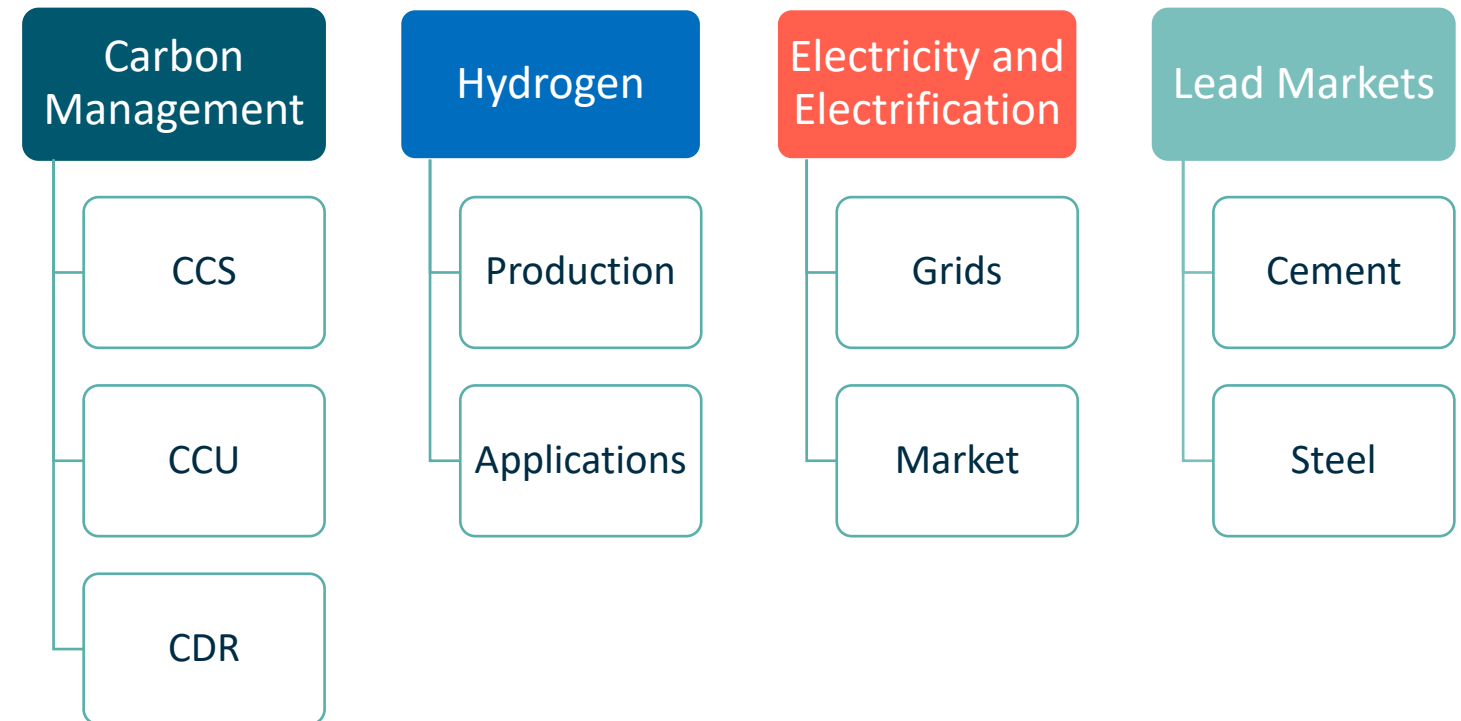 Carbon
Management
CCS
CCU
CDR
Hydrogen
Production
Applications
Electricity and
Electrification
Grids
Market
Lead Markets
Cement
Steel